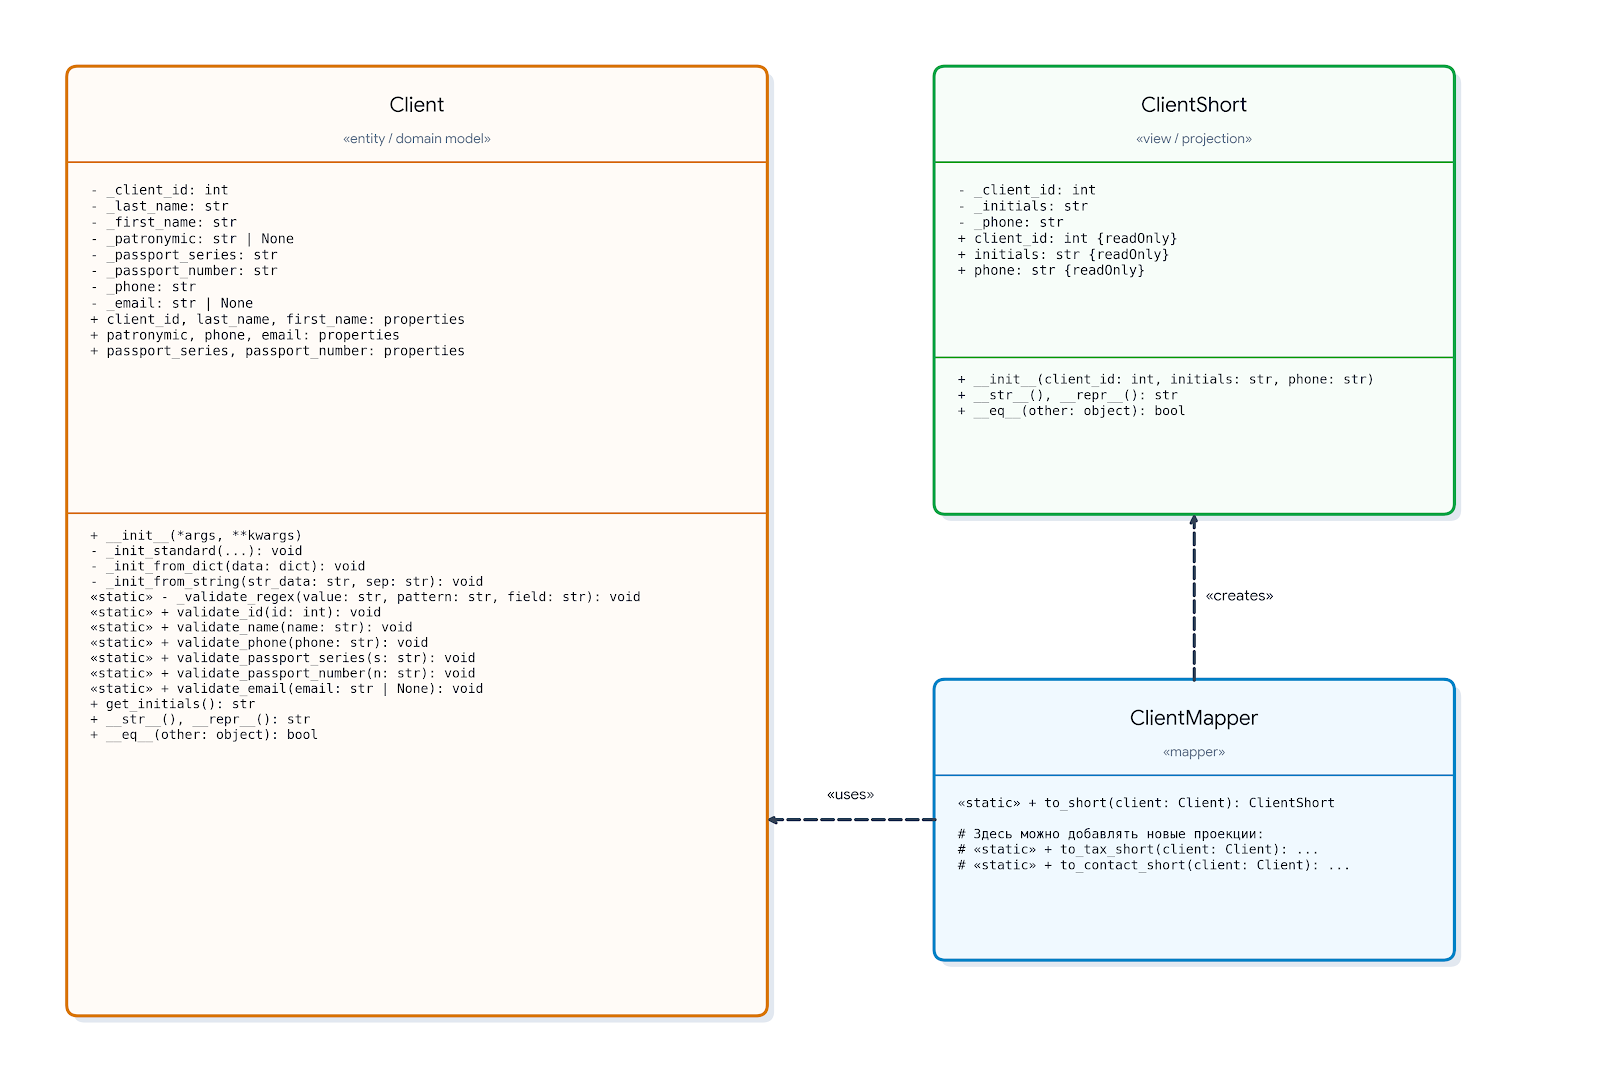 Client
«entity / domain model»
- _client_id: int
- _last_name: str
- _first_name: str
- _patronymic: str | None
- _passport_series: str
- _passport_number: str
- _phone: str
- _email: str | None
+ client_id, last_name, first_name: properties
+ patronymic, phone, email: properties
+ passport_series, passport_number: properties
+ __init__(*args, **kwargs)
- _init_standard(...): void
- _init_from_dict(data: dict): void
- _init_from_string(str_data: str, sep: str): void
«static» - _validate_regex(value: str, pattern: str, field: str): void
«static» + validate_id(id: int): void
«static» + validate_name(name: str): void
«static» + validate_phone(phone: str): void
«static» + validate_passport_series(s: str): void
«static» + validate_passport_number(n: str): void
«static» + validate_email(email: str | None): void
+ get_initials(): str
+ __str__(), __repr__(): str
+ __eq__(other: object): bool
ClientShort
«view / projection»
- _client_id: int
- _initials: str
- _phone: str
+ client_id: int {readOnly}
+ initials: str {readOnly}
+ phone: str {readOnly}
+ __init__(client_id: int, initials: str, phone: str)
+ __str__(), __repr__(): str
+ __eq__(other: object): bool
«creates»
«uses»
ClientMapper
«mapper»
«static» + to_short(client: Client): ClientShort
# Здесь можно добавлять новые проекции:
# «static» + to_tax_short(client: Client): ...
# «static» + to_contact_short(client: Client): ...